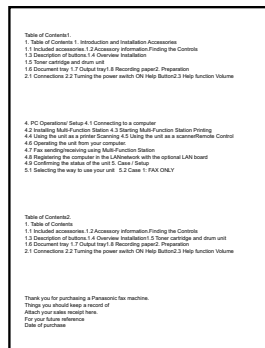 Table of Contents1.
1. Table of Contents 1. Introduction and Installation Accessories
1.1 Included accessories.1.2 Accessory information.Finding the Controls
1.3 Description of buttons.1.4 Overview Installation
1.5 Toner cartridge and drum unit
1.6 Document tray 1.7 Output tray1.8 Recording paper2. Preparation
2.1 Connections 2.2 Turning the power switch ON Help Button2.3 Help function Volume
4. PC Operations/ Setup 4.1 Connecting to a computer
4.2 Installing Multi-Function Station 4.3 Starting Multi-Function Station Printing
4.4 Using the unit as a printer Scanning 4.5 Using the unit as a scannerRemote Control
4.6 Operating the unit from your computer.
4.7 Fax sending/receiving using Multi-Function Station
4.8 Registering the computer in the LANnetwork with the optional LAN board
4.9 Confirming the status of the unit 5. Case / Setup
5.1 Selecting the way to use your unit 5.2 Case 1: FAX ONLY
Table of Contents2.
1. Table of Contents
1.1 Included accessories.1.2 Accessory information.Finding the Controls
1.3 Description of buttons.1.4 Overview Installation1.5 Toner cartridge and drum unit
1.6 Document tray 1.7 Output tray1.8 Recording paper2. Preparation
2.1 Connections 2.2 Turning the power switch ON Help Button2.3 Help function Volume
Thank you for purchasing a Panasonic fax machine.
Things you should keep a record of
Attach your sales receipt here.
For your future reference
Date of purchase